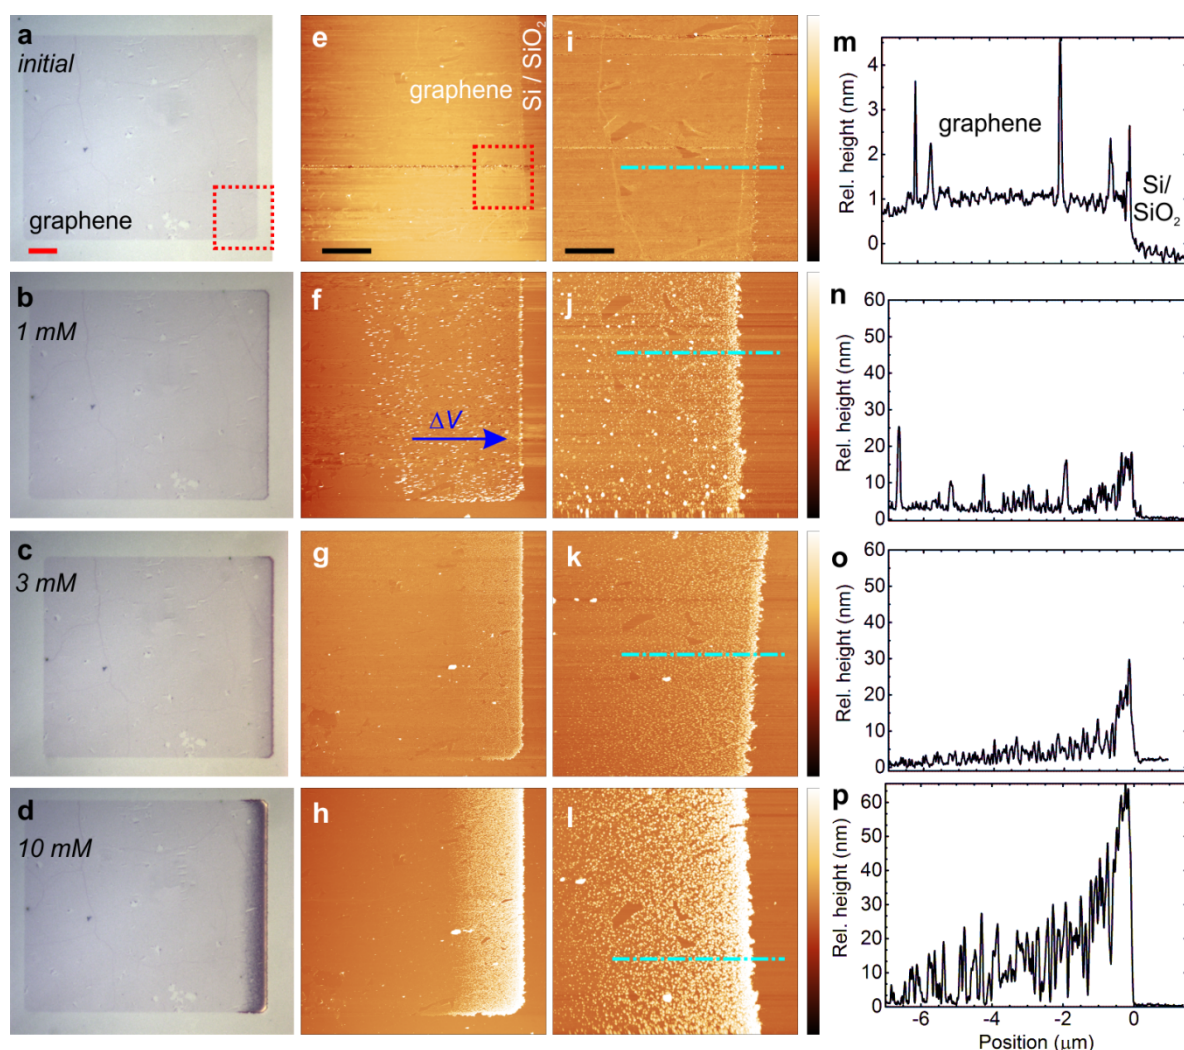 a
initial
graphene
e
graphene
Si / SiO2
i
m
Rel. height (nm)
4
3
2
1
0
graphene
Si/
SiO2
b
1 mM
f
ΔV
j
n
Rel. height (nm)
60
50
40
30
20
10
0
c
3 mM
g
k
o
Rel. height (nm)
60
50
40
30
20
10
0
d
10 mM
h
l
p
Rel. height (nm)
60
50
40
30
20
10
0
-6
-4
-2
0
Position (μm)